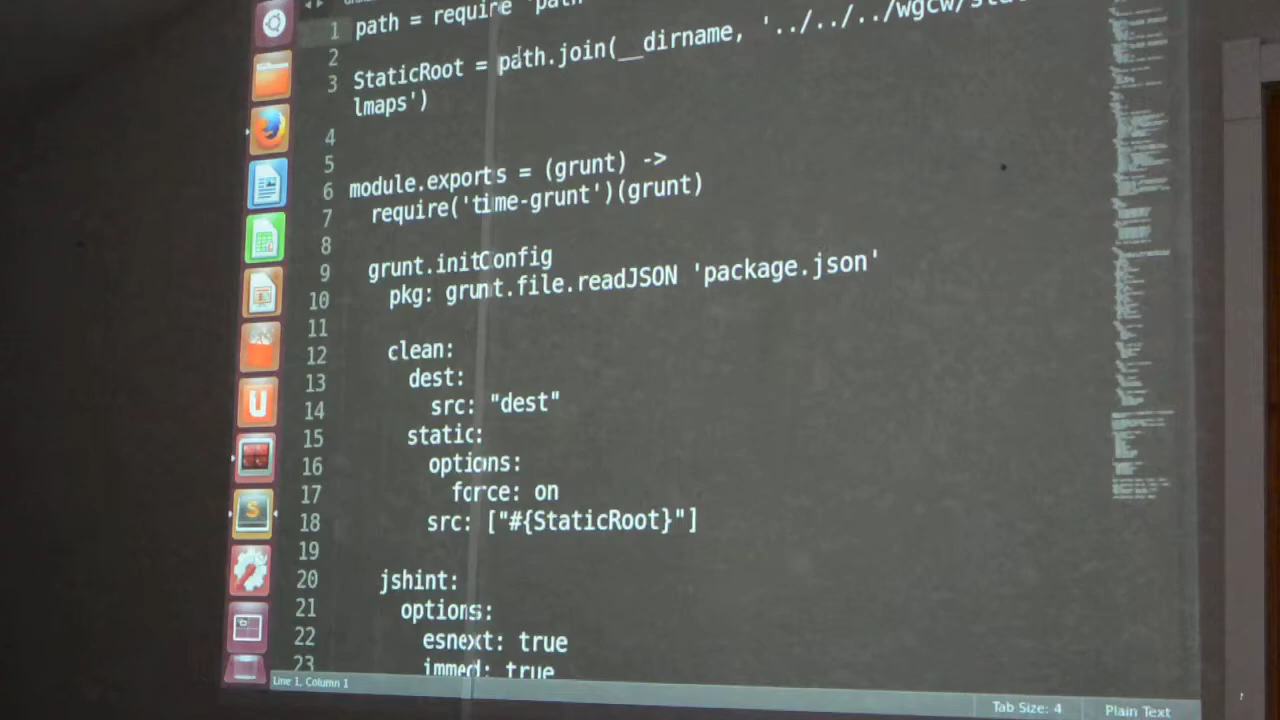 1 path = require 'path
2
3 StaticRoot = path.join(__dirname, '../../../wgcw/sta
lmaps')
4
5
6 module.exports = (grunt) ->
7 require('time-grunt')(grunt)
8
9 grunt.initConfig
10 pkg: grunt.file.readJSON 'package.json'
11
12 clean:
13 dest:
14 src: "dest"
15 static:
16 options:
17 force: on
18 src: ["#{StaticRoot}"]
19
20 jshint:
21 options:
22 esnext: true
23 immed: true
Line 1, Column 1
Tab Size: 4
Plain Text